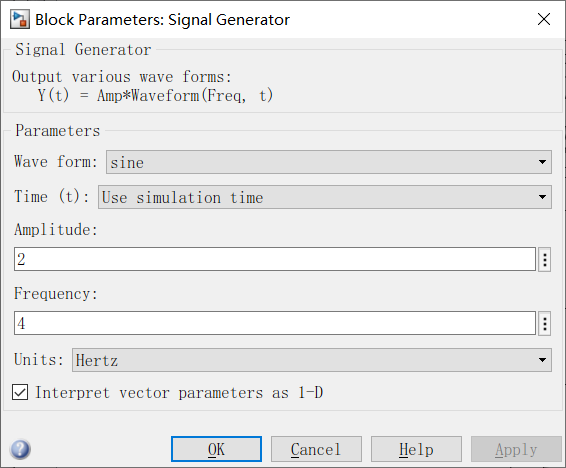 Block Parameters: Signal Generator
Signal Generator
Output various wave forms:
Y(t) = Amp*Waveform(Freq, t)
Parameters
Wave form: sine
Time (t): Use simulation time
Amplitude:
2
Frequency:
4
Units: Hertz
Interpret vector parameters as 1-D
OK Cancel Help Apply